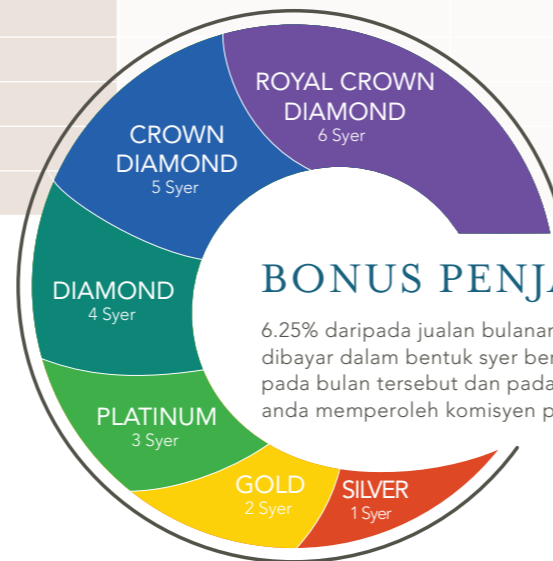 ROYAL CROWN
DIAMOND
6 Syer
CROWN
DIAMOND
5 Syer
DIAMOND
4 Syer
PLATINUM
3 Syer
GOLD
2 Syer
SILVER
1 Syer
BONUS
6.25% daripada jualan bulanan
dibayar dalam bentuk syer
pada bulan tersebut dan pada
anda memperoleh komisyen